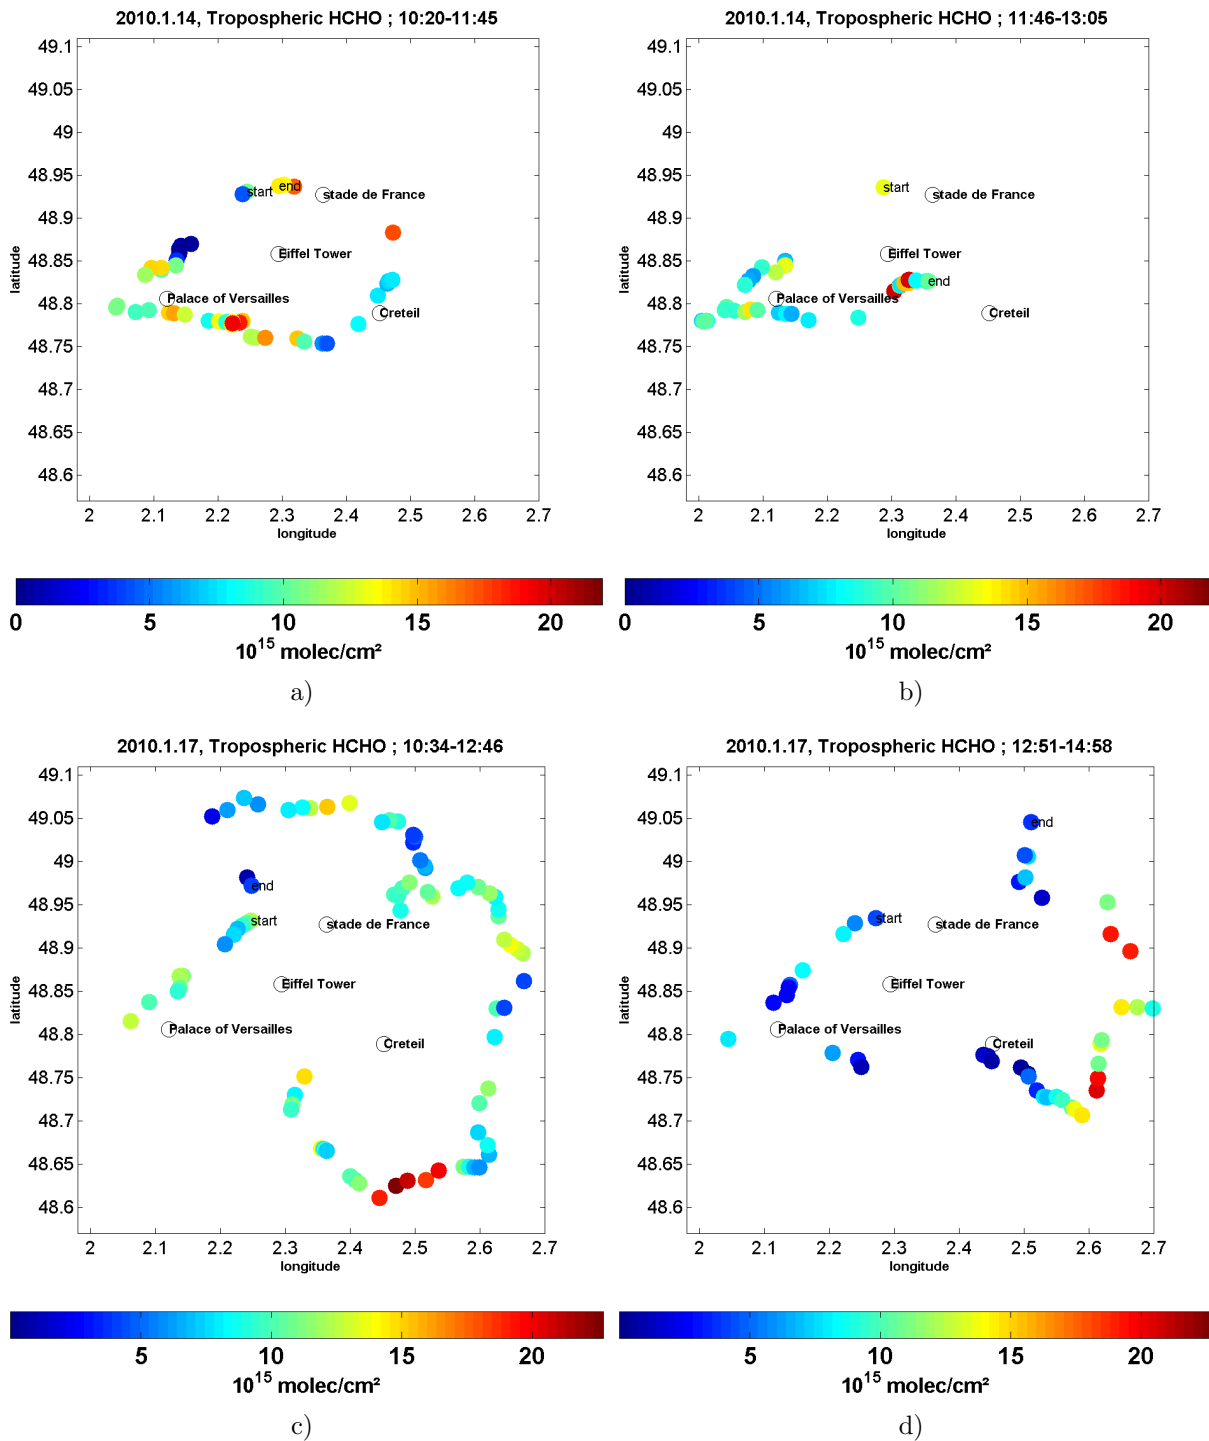 2010.1.14, Tropospheric HCHO ; 10:20-11:45
49.1
49.05
49
48.95
48.9
48.85
48.8
48.75
48.7
48.65
48.6
latitude
start
end
stade de France
Eiffel Tower
Palace of Versailles
Creteil
2 2.1 2.2 2.3 2.4 2.5 2.6 2.7
longitude
0 5 10 15 20
10^15 molec/cm²
a)
2010.1.14, Tropospheric HCHO ; 11:46-13:05
49.1
49.05
49
48.95
48.9
48.85
48.8
48.75
48.7
48.65
48.6
latitude
start
stade de France
Eiffel Tower
end
Palace of Versailles
Creteil
2 2.1 2.2 2.3 2.4 2.5 2.6 2.7
longitude
0 5 10 15 20
10^15 molec/cm²
b)
2010.1.17, Tropospheric HCHO ; 10:34-12:46
49.1
49.05
49
48.95
48.9
48.85
48.8
48.75
48.7
48.65
48.6
latitude
end
start
stade de France
Eiffel Tower
Palace of Versailles
Creteil
2 2.1 2.2 2.3 2.4 2.5 2.6 2.7
longitude
5 10 15 20
10^15 molec/cm²
c)
2010.1.17, Tropospheric HCHO ; 12:51-14:58
49.1
49.05
49
48.95
48.9
48.85
48.8
48.75
48.7
48.65
48.6
latitude
end
start
stade de France
Eiffel Tower
Palace of Versailles
Creteil
2 2.1 2.2 2.3 2.4 2.5 2.6 2.7
longitude
5 10 15 20
10^15 molec/cm²
d)